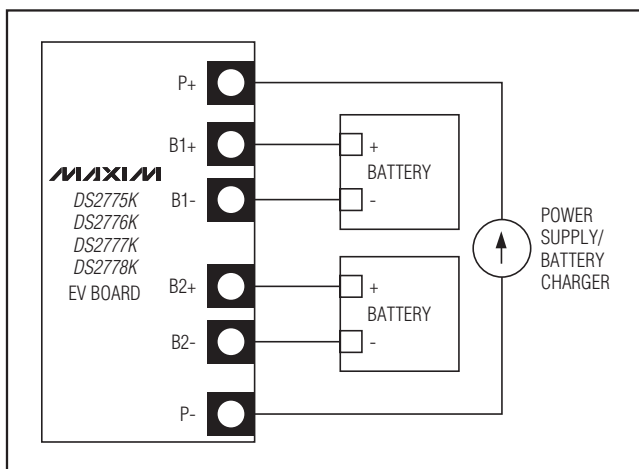 P+
B1+
B1-
MAXIM
DS2775K
DS2776K
DS2777K
DS2778K
EV BOARD
B2+
B2-
P-
+
BATTERY
-
+
BATTERY
-
POWER
SUPPLY/
BATTERY
CHARGER